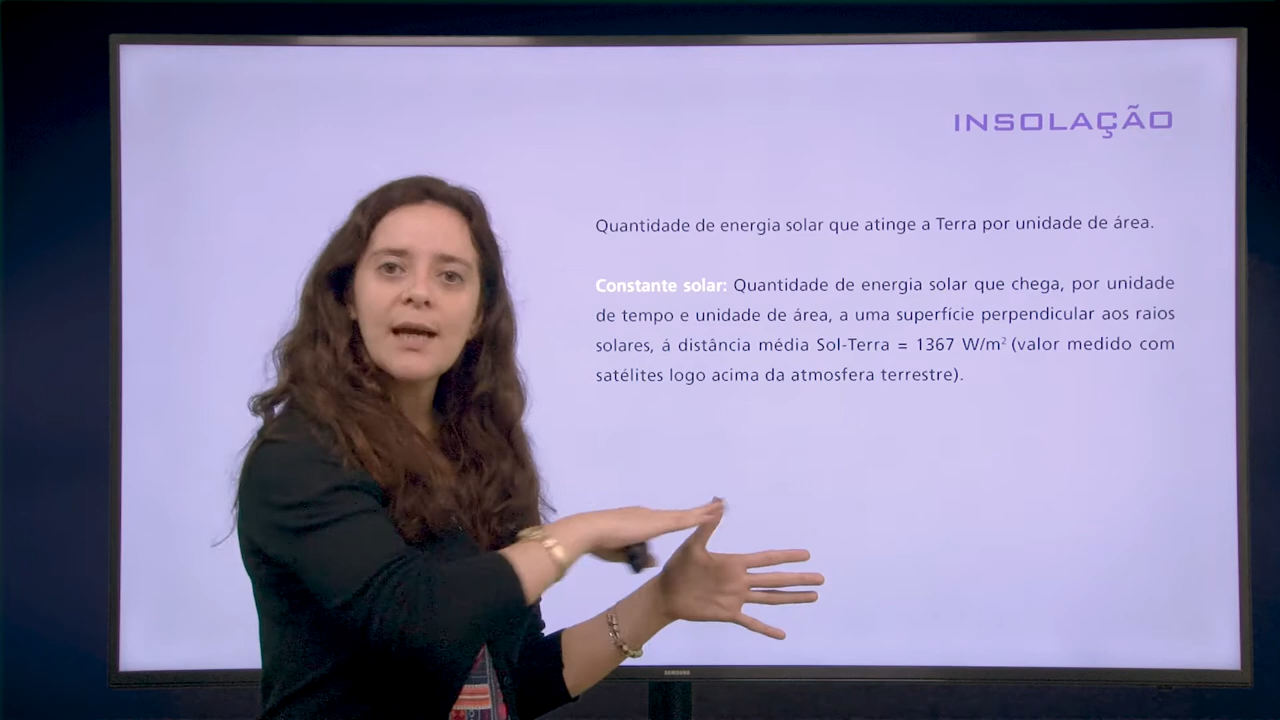 INSOLAÇÃO
Quantidade de energia solar que atinge a Terra por unidade de área.
Constante solar: Quantidade de energia solar que chega, por unidade
de tempo e unidade de área, a uma superfície perpendicular aos raios
solares, á distância média Sol-Terra = 1367 W/m² (valor medido com
satélites logo acima da atmosfera terrestre).
SAMSUNG